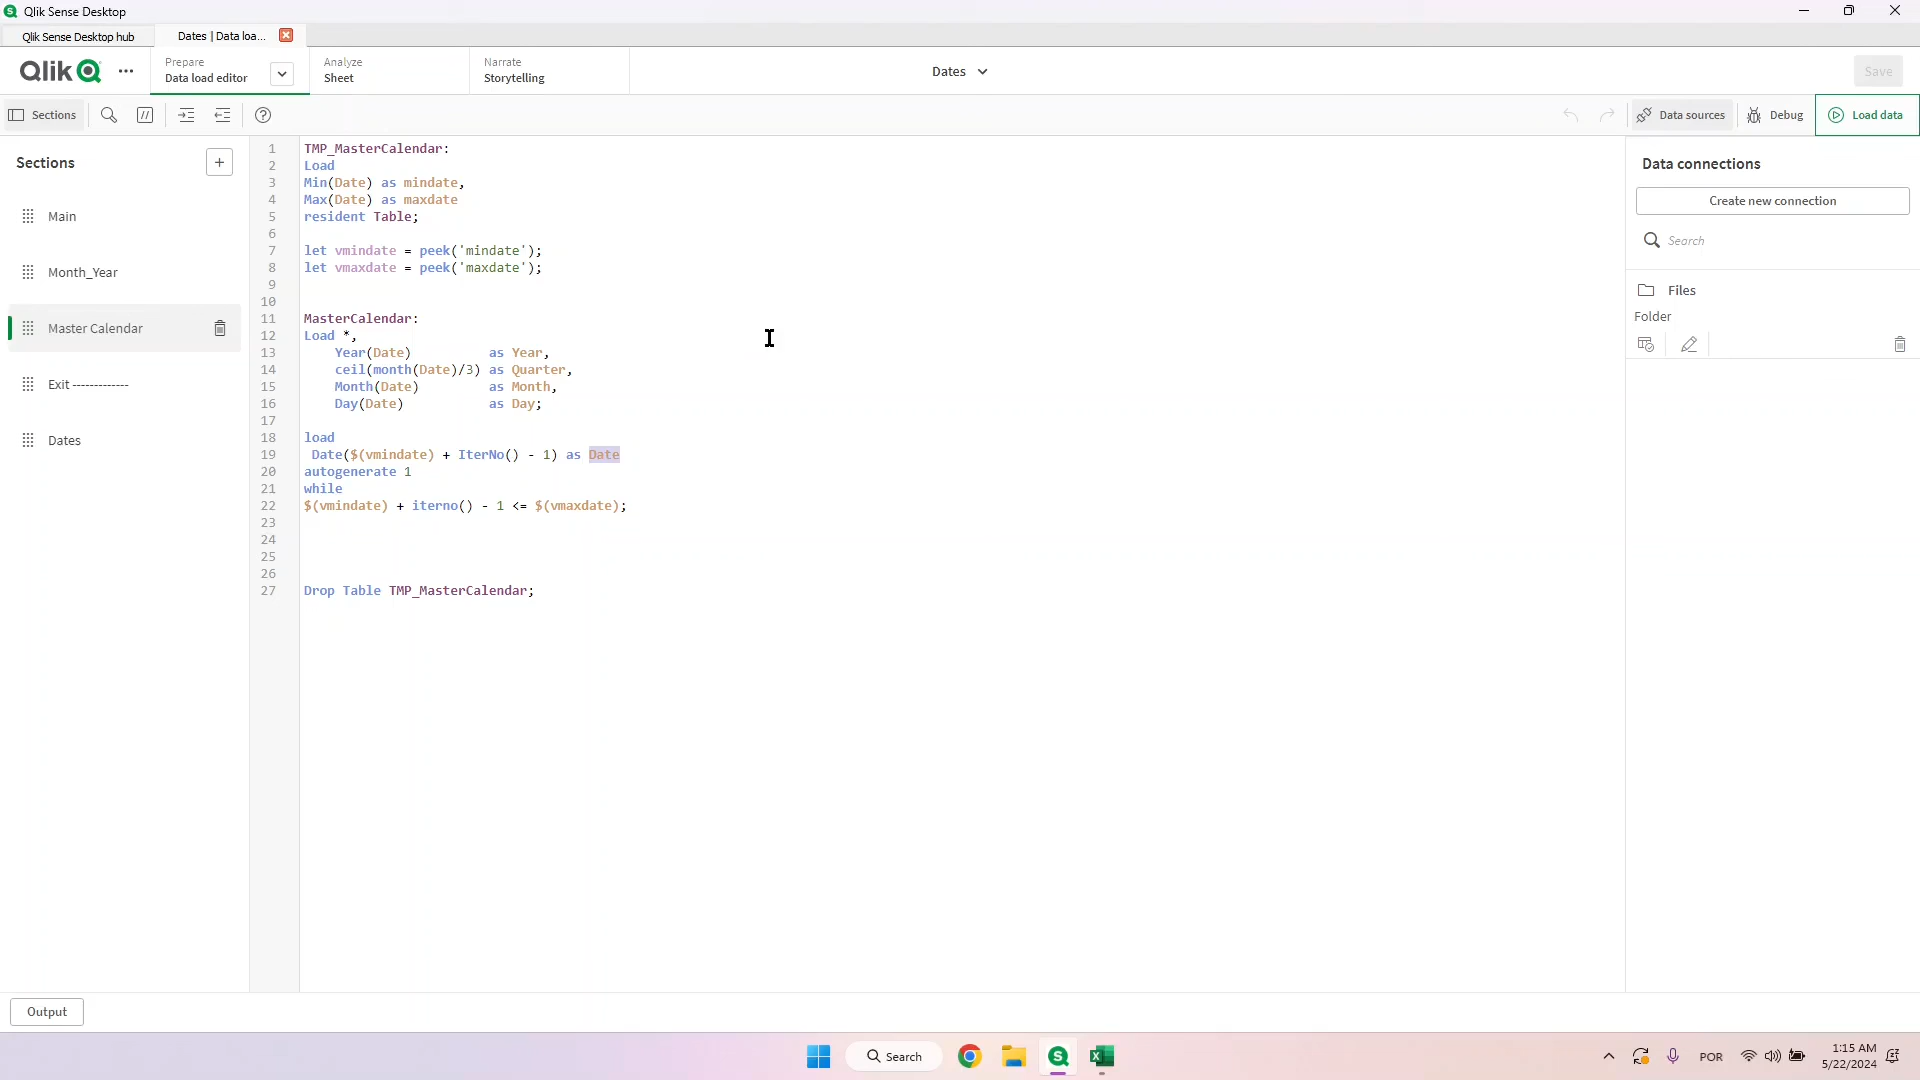 Qlik Sense Desktop
Qlik Sense Desktop hub
Dates | Data loa...
Qlik
Prepare
Data load editor
Analyze
Sheet
Narrate
Storytelling
Dates
Save
Sections
Data sources
Debug
Load data
Sections
Main
Month_Year
Master Calendar
Exit -------------
Dates
1 TMP_MasterCalendar:
2 Load
3 Min(Date) as mindate,
4 Max(Date) as maxdate
5 resident Table;
6
7 let vmindate = peek('mindate');
8 let vmaxdate = peek('maxdate');
9
10
11 MasterCalendar:
12 Load *,
13 Year(Date) as Year,
14 ceil(month(Date)/3) as Quarter,
15 Month(Date) as Month,
16 Day(Date) as Day;
17
18 load
19 Date($(vmindate) + IterNo() - 1) as Date
20 autogenerate 1
21 while
22 $(vmindate) + iterno() - 1 <= $(vmaxdate);
23
24
25
26
27 Drop Table TMP_MasterCalendar;
Data connections
Create new connection
Search
Files
Folder
Output
Search
POR
1:15 AM
5/22/2024